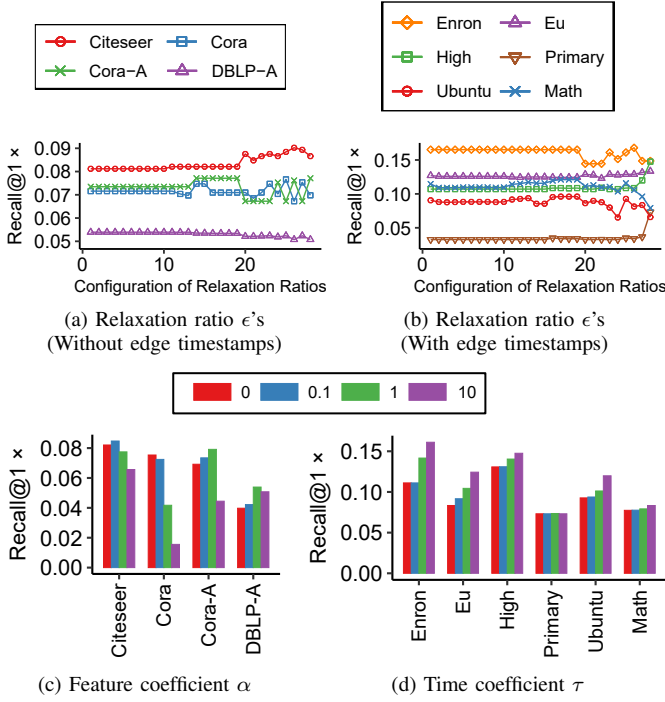 Citeseer Cora
Cora−A DBLP−A
Recall@1 ×
0.09
0.08
0.07
0.06
0.05
0 10 20
Configuration of Relaxation Ratios
(a) Relaxation ratio ϵ's
(Without edge timestamps)
Enron Eu
High Primary
Ubuntu Math
Recall@1 ×
0.15
0.10
0.05
0 10 20
Configuration of Relaxation Ratios
(b) Relaxation ratio ϵ's
(With edge timestamps)
0 0.1 1 10
Recall@1 ×
0.08
0.06
0.04
0.02
0.00
Citeseer
Cora
Cora−A
DBLP−A
(c) Feature coefficient α
Recall@1 ×
0.15
0.10
0.05
0.00
Enron
Eu
High
Primary
Ubuntu
Math
(d) Time coefficient τ